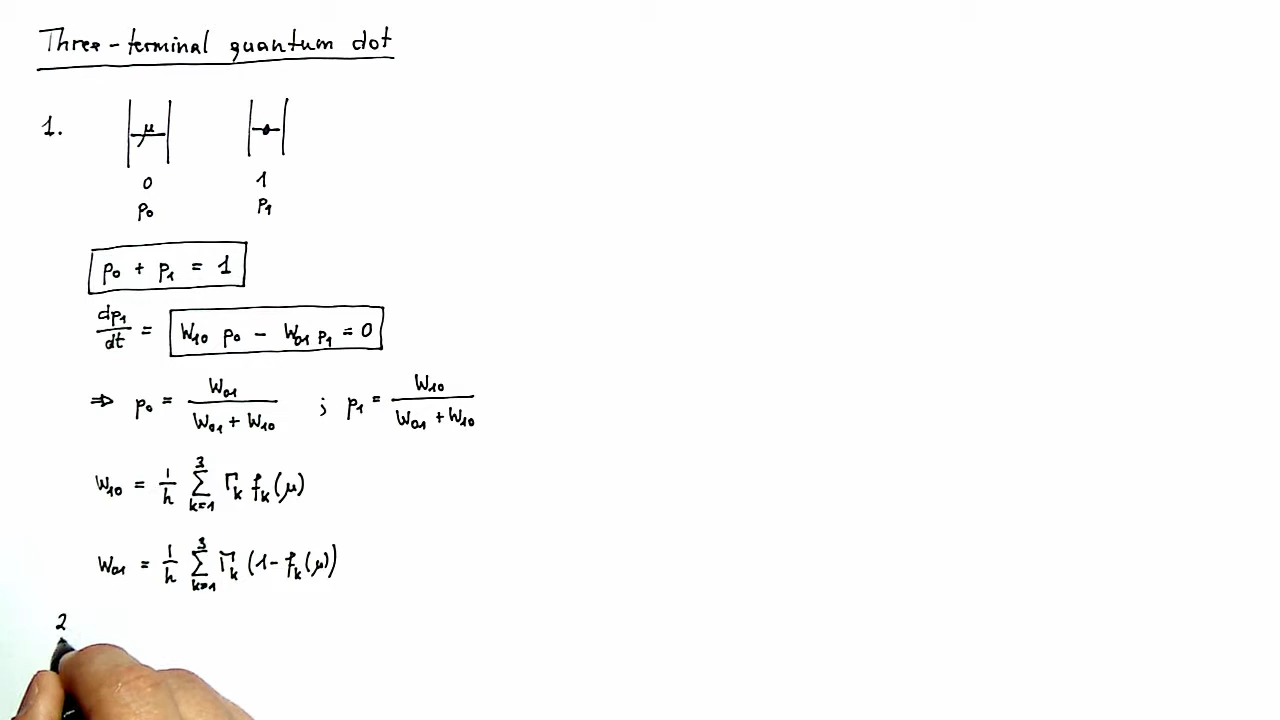 Three-terminal quantum dot
1.
μ
0 1
p₀ p₁
p₀ + p₁ = 1
dp₁/dt = W₁₀ p₀ − W₀₁ p₁ = 0
⇒ p₀ = W₀₁/(W₀₁ + W₁₀) ; p₁ = W₁₀/(W₀₁ + W₁₀)
W₁₀ = 1/h ∑_{k=1}^{3} Γ_k f_k(μ)
W₀₁ = 1/h ∑_{k=1}^{3} Γ_k (1 − f_k(μ))
2